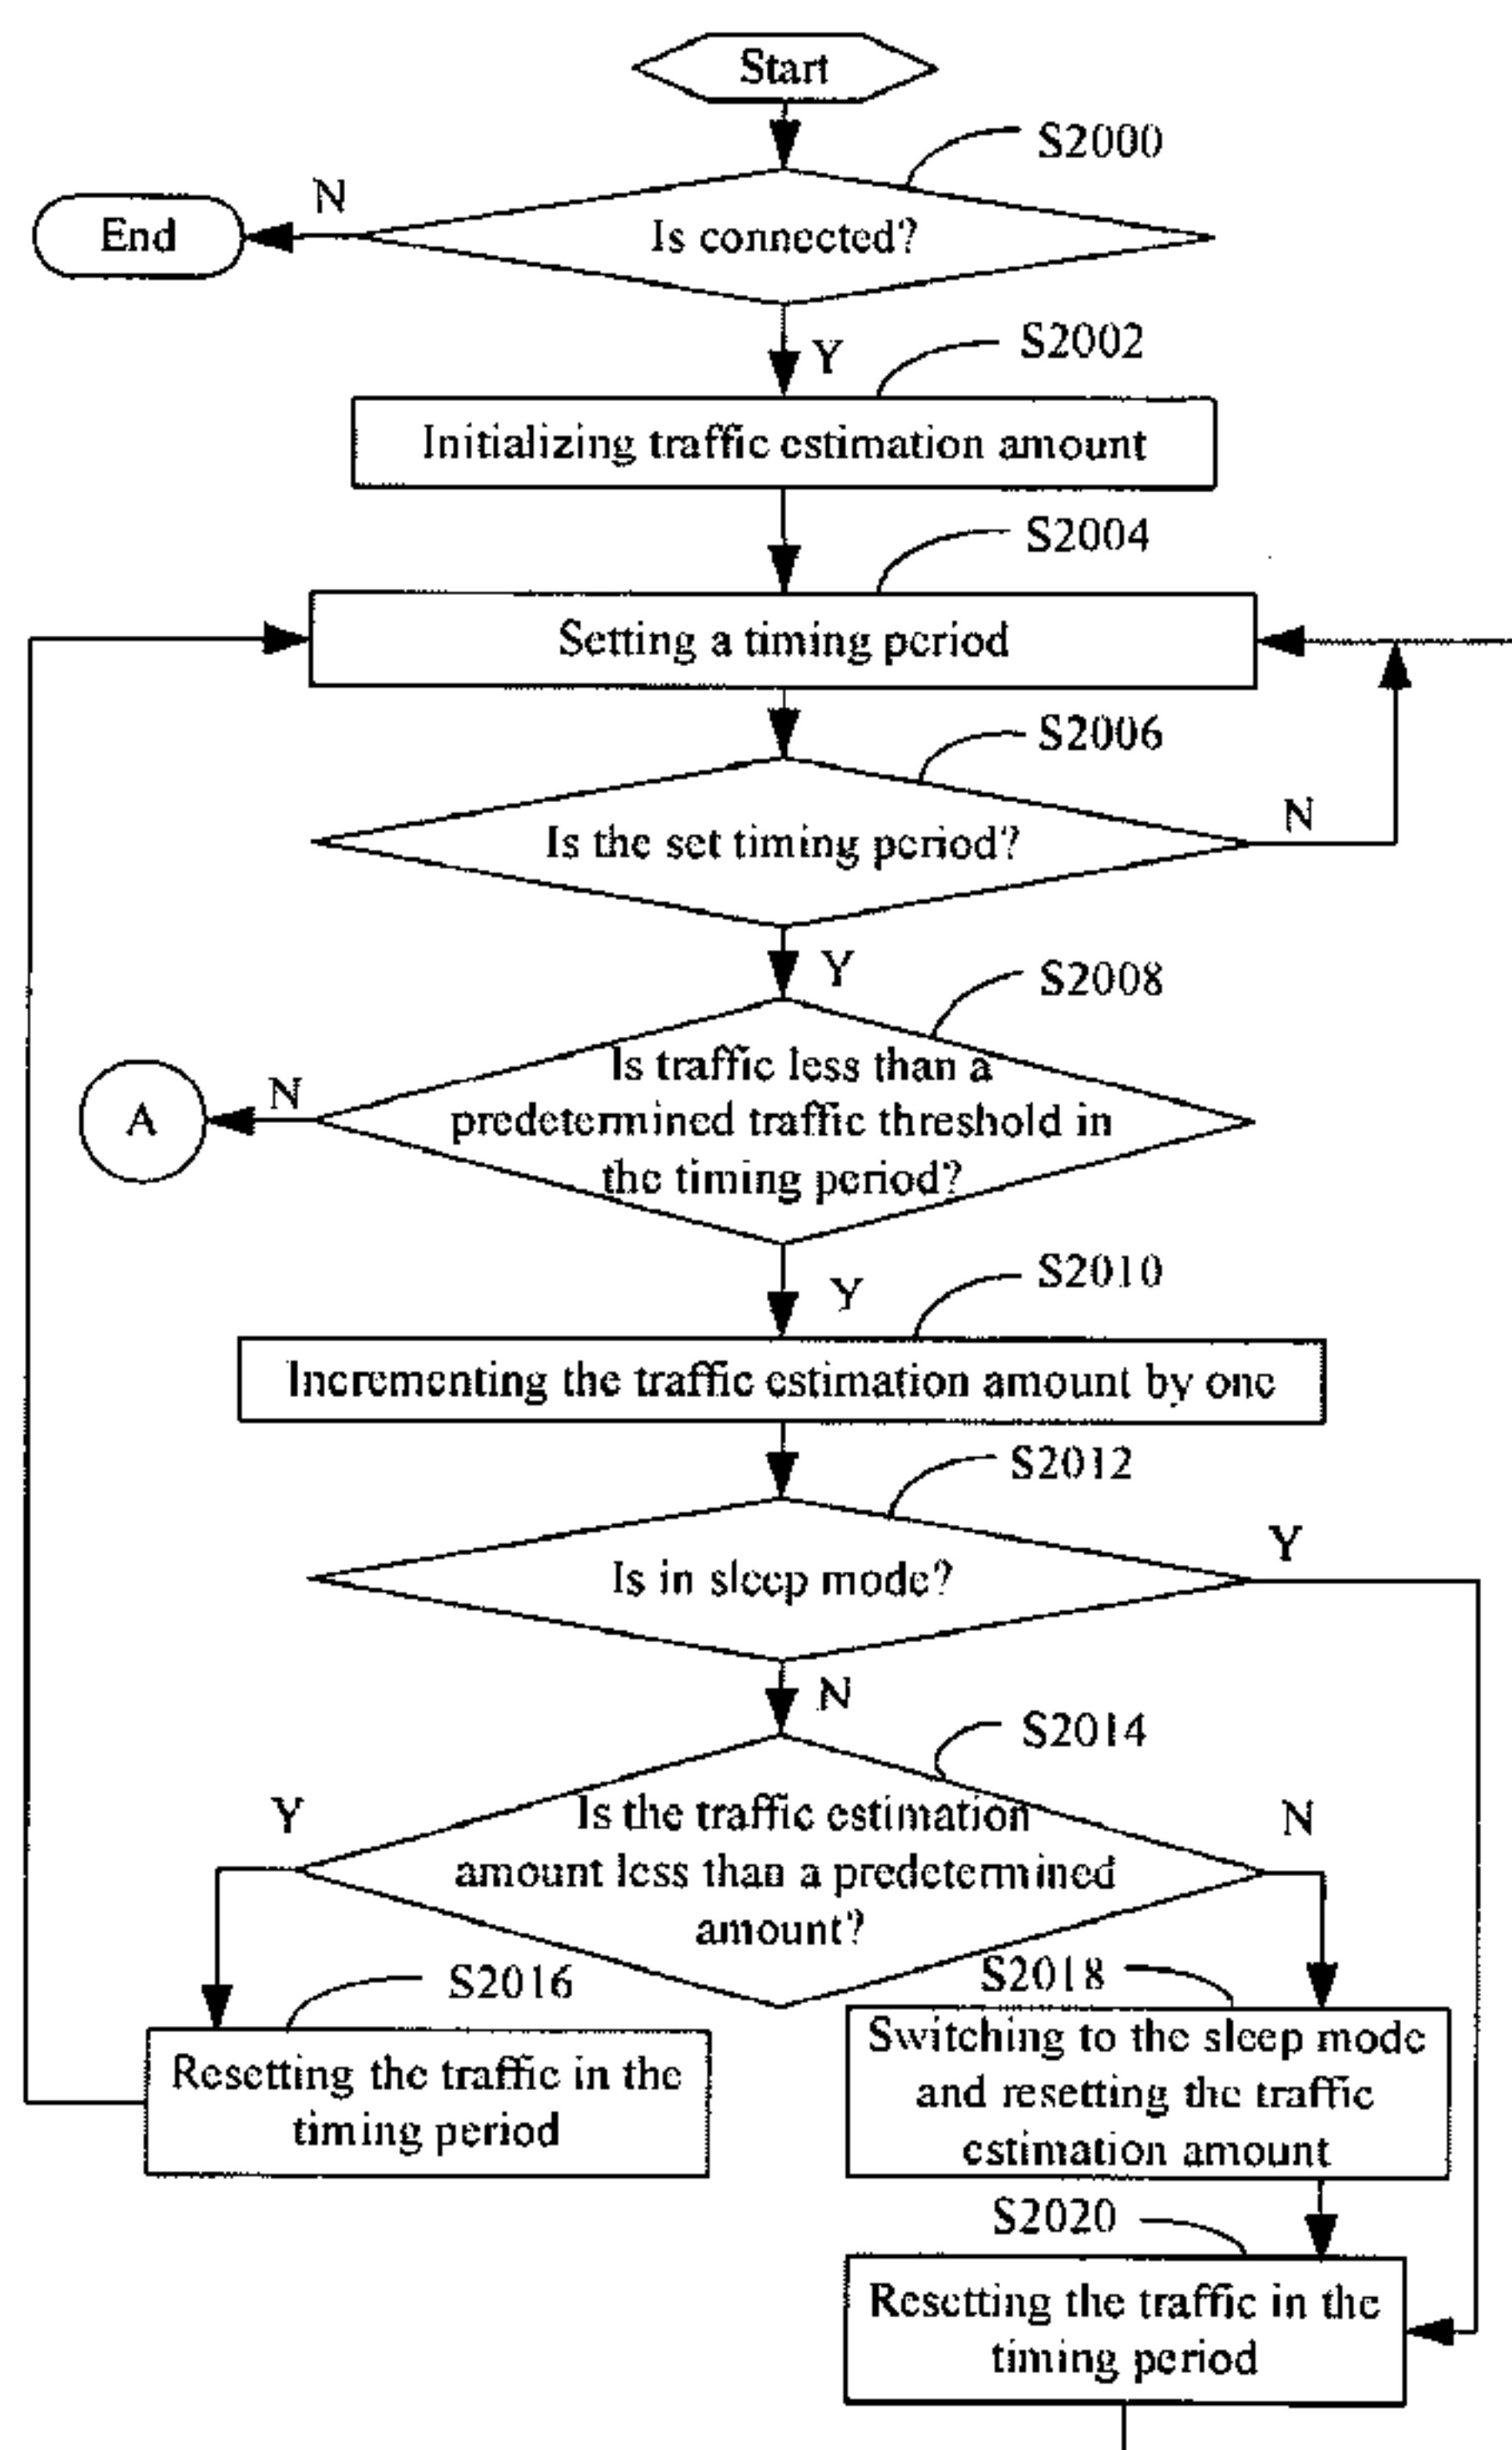 Start
S2000
N
End
Is connected?
Y
S2002
Initializing traffic estimation amount
S2004
Setting a timing period
S2006
Is the set timing period?
N
Y
S2008
A
N
Is traffic less than a
predetermined traffic threshold in
the timing period?
Y
S2010
Incrementing the traffic estimation amount by one
S2012
Is in sleep mode?
Y
N
S2014
Y
Is the traffic estimation
amount less than a predetermined
amount?
N
S2016
Resetting the traffic in the
timing period
S2018
Switching to the sleep mode
and resetting the traffic
estimation amount
S2020
Resetting the traffic in the
timing period